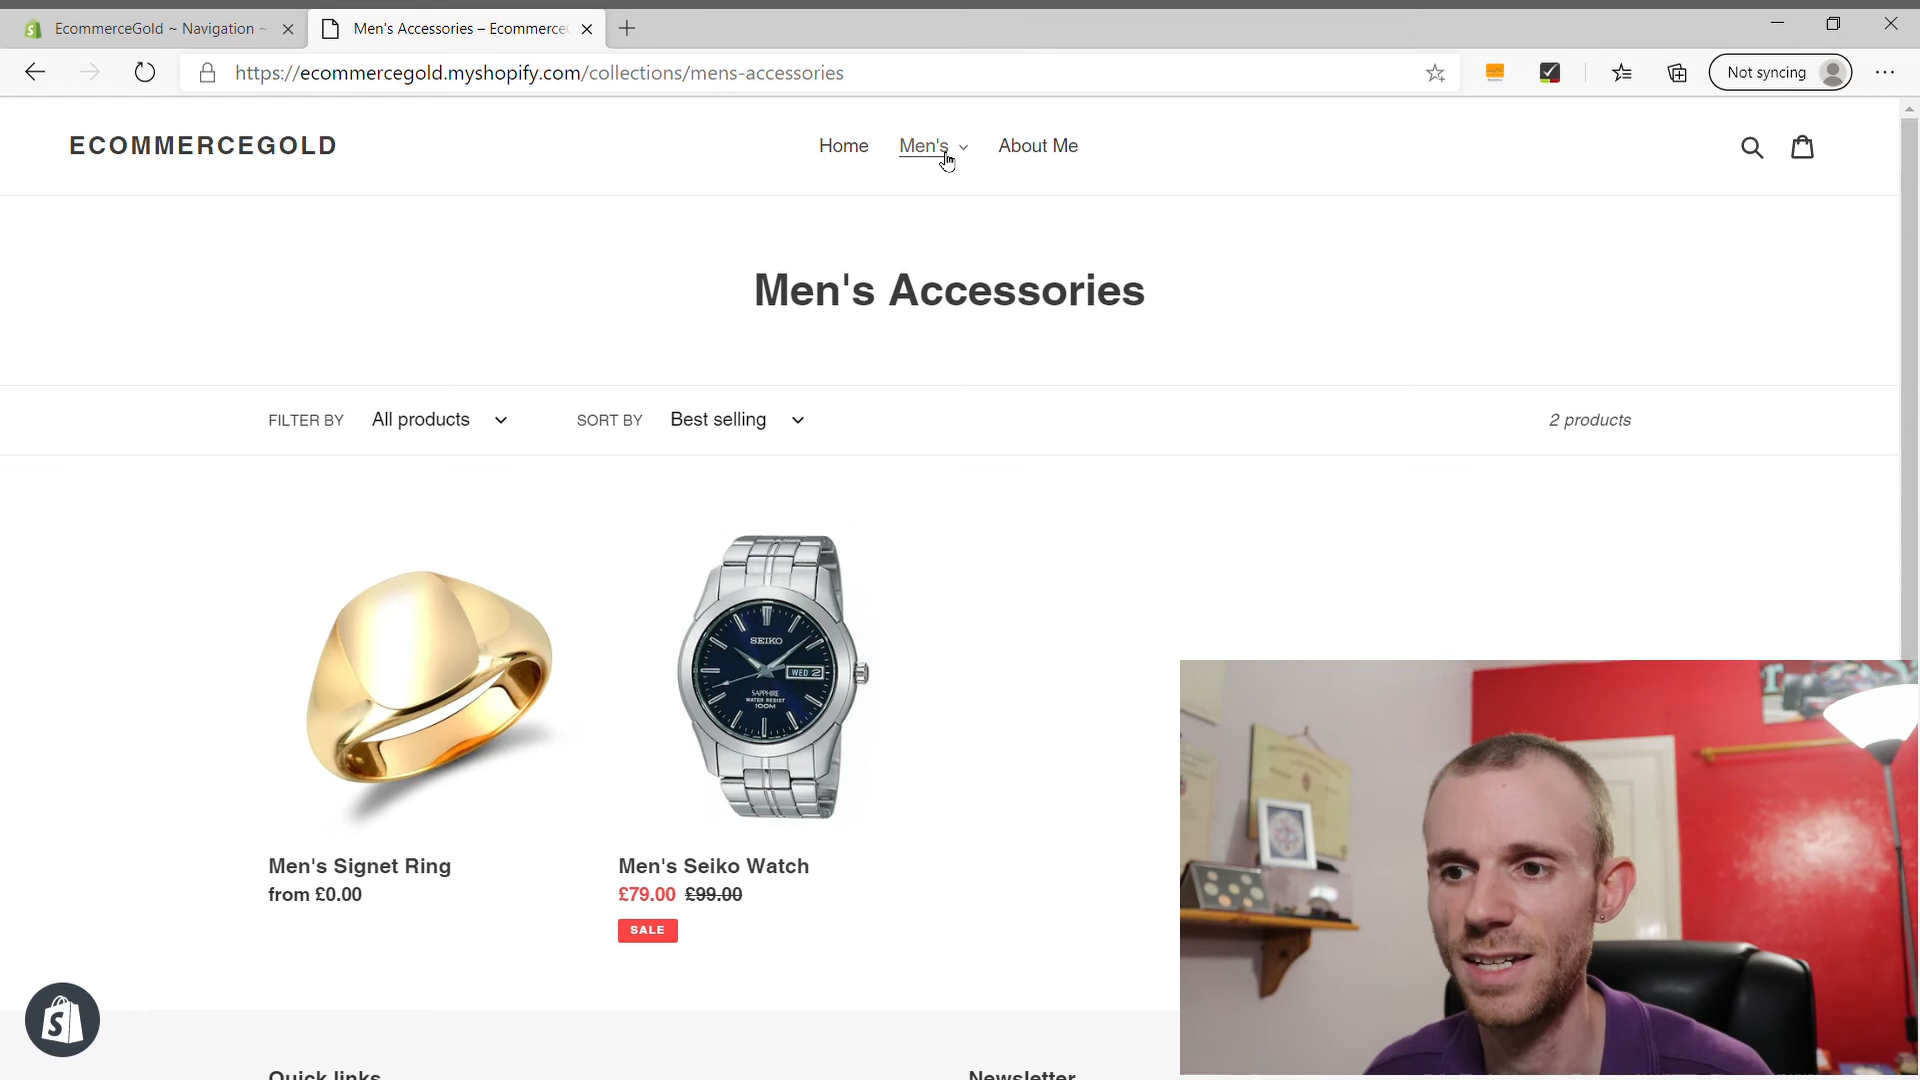 EcommerceGold ~ Navigation ~
Men's Accessories – Ecommerce
https://ecommercegold.myshopify.com/collections/mens-accessories
Not syncing
ECOMMERCEGOLD
Home
Men's
About Me
Men's Accessories
FILTER BY All products
SORT BY Best selling
2 products
SEIKO
WED 2
SAPPHIRE
WATER RESIST
100M
Men's Signet Ring
from £0.00
Men's Seiko Watch
£79.00 £99.00
SALE
Quick links
Newsletter